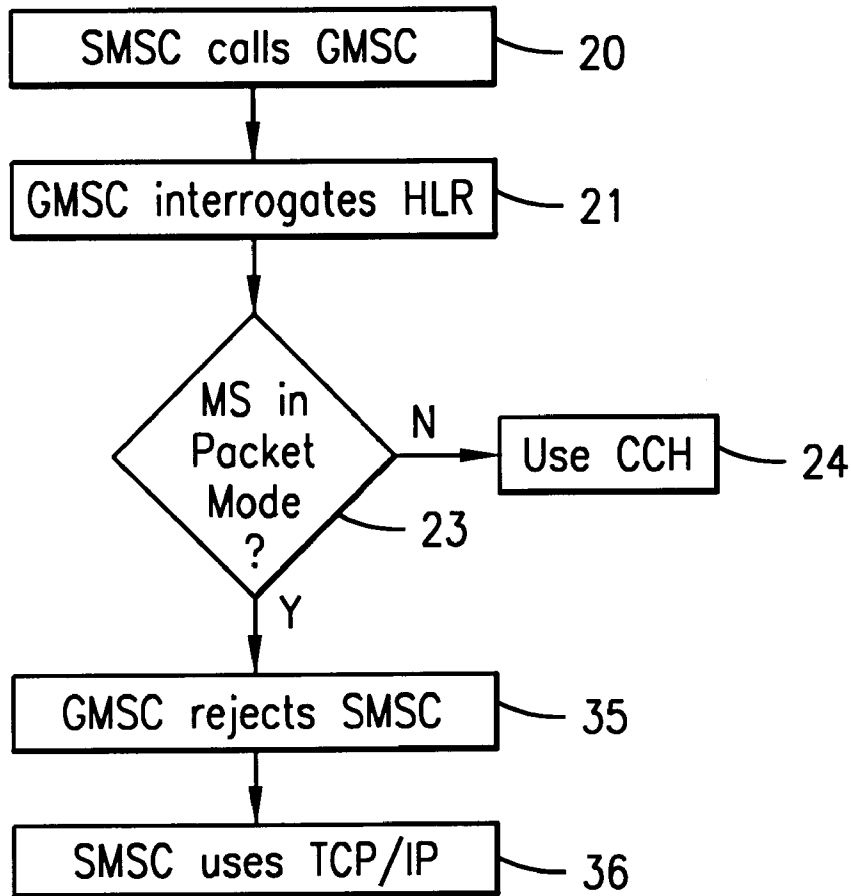 SMSC calls GMSC
20
GMSC interrogates HLR
21
MS in
Packet
Mode
?
N
23
Use CCH
24
Y
GMSC rejects SMSC
35
SMSC uses TCP/IP
36